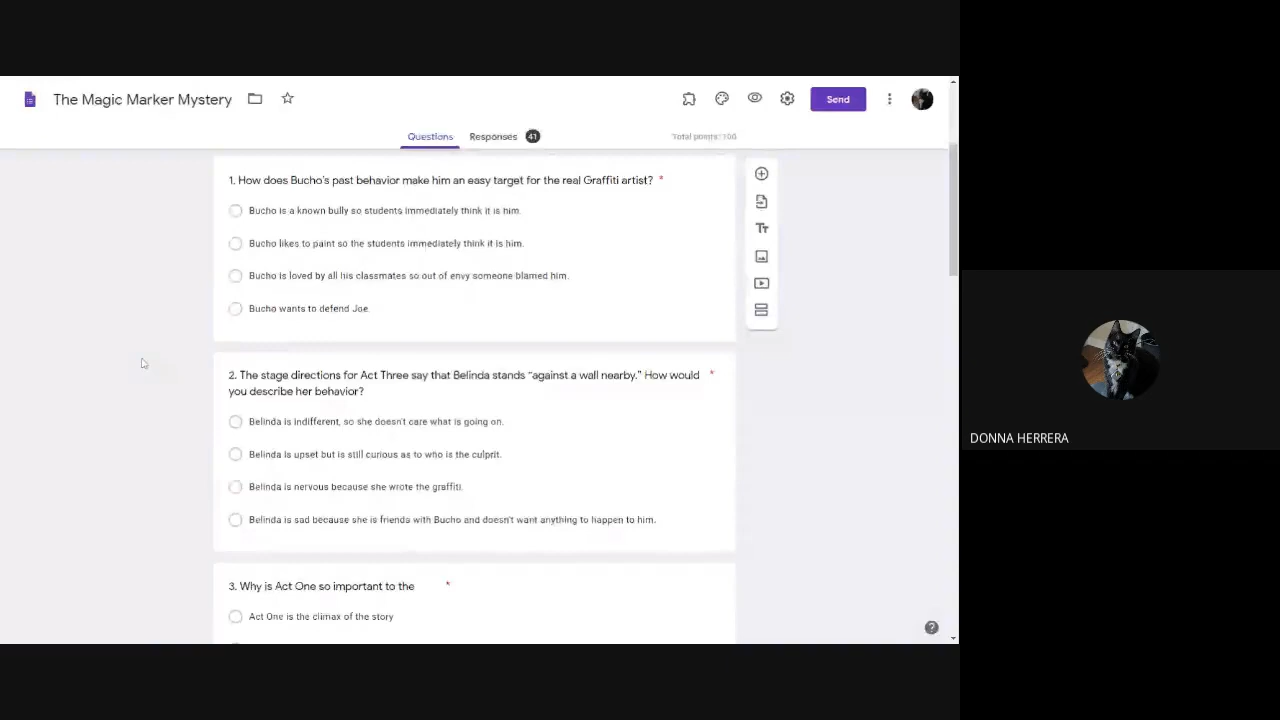 The Magic Marker Mystery
Send
Questions
Responses
41
Total points: 100
1. How does Bucho's past behavior make him an easy target for the real Graffiti artist? *
Bucho is a known bully so students immediately think it is him.
Bucho likes to paint so the students immediately think it is him.
Bucho is loved by all his classmates so out of envy someone blamed him.
Bucho wants to defend Joe.
2. The stage directions for Act Three say that Belinda stands “against a wall nearby.” How would *
you describe her behavior?
Belinda is indifferent, so she doesn't care what is going on.
Belinda is upset but is still curious as to who is the culprit.
Belinda is nervous because she wrote the graffiti.
Belinda is sad because she is friends with Bucho and doesn't want anything to happen to him.
3. Why is Act One so important to the *
Act One is the climax of the story
DONNA HERRERA